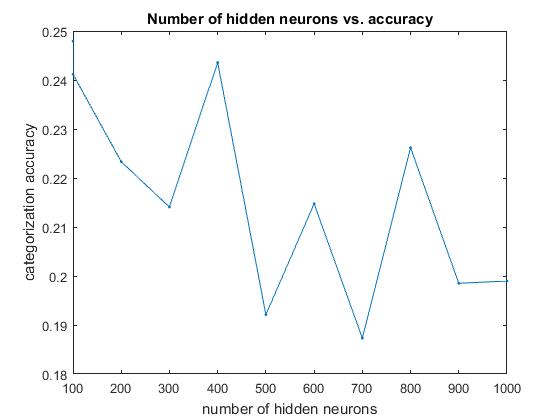 Number of hidden neurons vs. accuracy
0.25
0.24
0.23
0.22
0.21
0.2
0.19
0.18
categorization accuracy
100 200 300 400 500 600 700 800 900 1000
number of hidden neurons